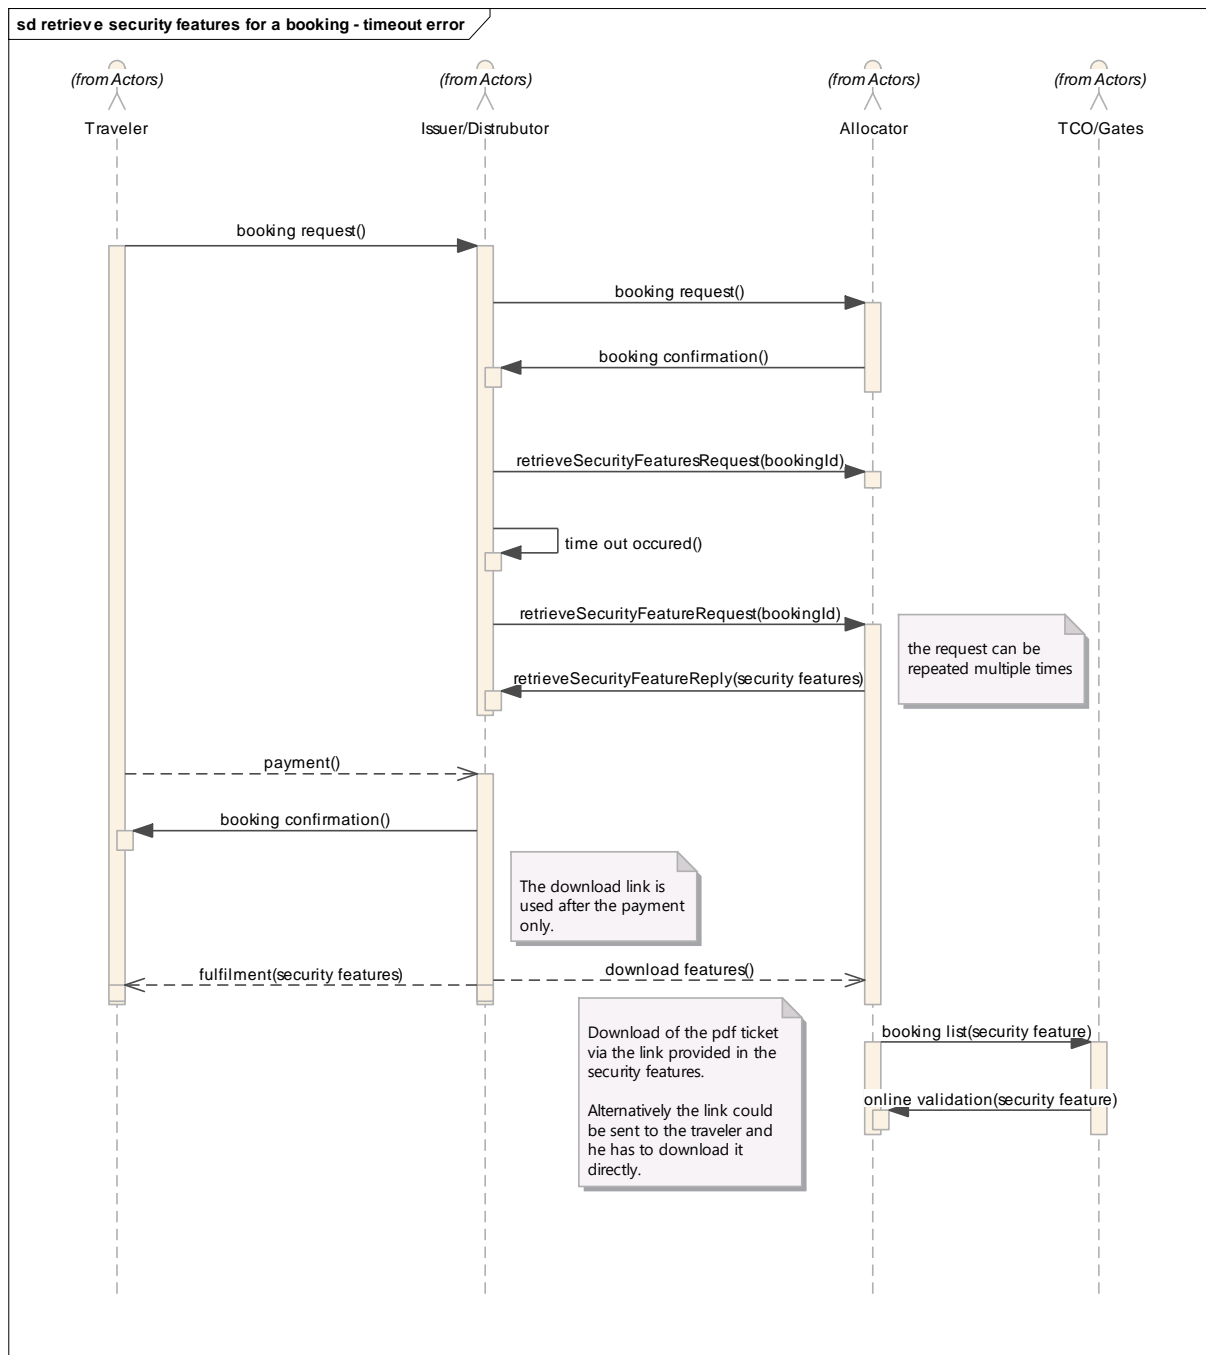 sd retrieve security features for a booking - timeout error
(from Actors) (from Actors) (from Actors) (from Actors)
Traveler Issuer/Distrubutor Allocator TCO/Gates
booking request()
booking request()
booking confirmation()
retrieveSecurityFeaturesRequest(bookingId)
time out occured()
retrieveSecurityFeatureRequest(bookingId)
the request can be
repeated multiple times
retrieveSecurityFeatureReply(security features)
payment()
booking confirmation()
The download link is
used after the payment
only.
fulfilment(security features) download features()
Download of the pdf ticket
via the link provided in the
security features.
Alternatively the link could
be sent to the traveler and
he has to download it
directly.
booking list(security feature)
online validation(security feature)